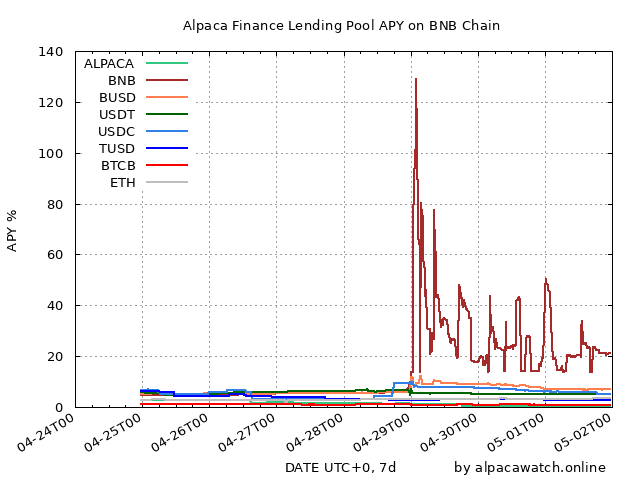 Alpaca Finance Lending Pool APY on BNB Chain
140
120
100
80
60
40
20
0
APY %
ALPACA
BNB
BUSD
USDT
USDC
TUSD
BTCB
ETH
04-24T00
04-25T00
04-26T00
04-27T00
04-28T00
04-29T00
04-30T00
05-01T00
05-02T00
DATE UTC+0, 7d
by alpacawatch.online